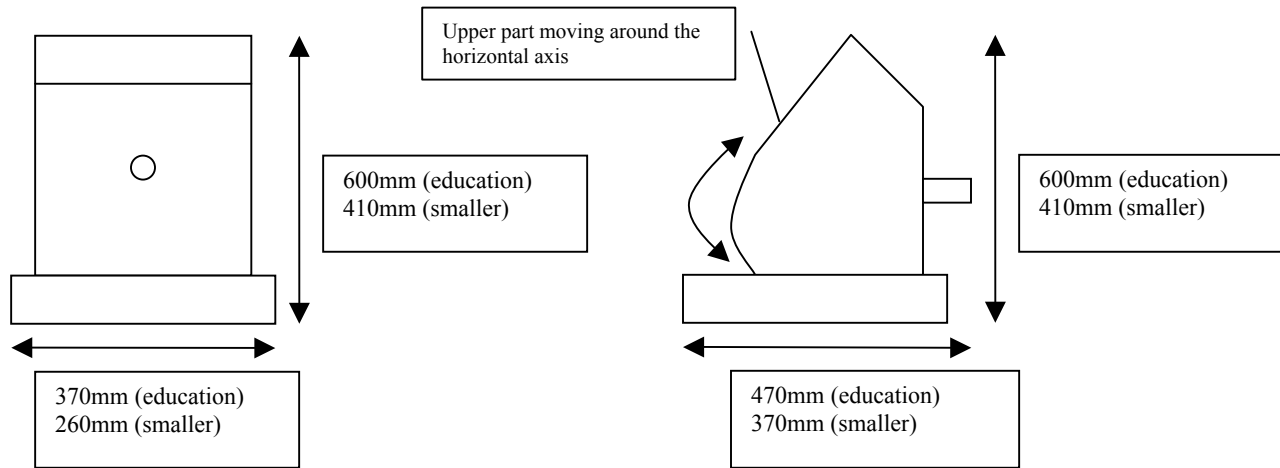 Upper part moving around the
horizontal axis
600mm (education)
410mm (smaller)
600mm (education)
410mm (smaller)
370mm (education)
260mm (smaller)
470mm (education)
370mm (smaller)